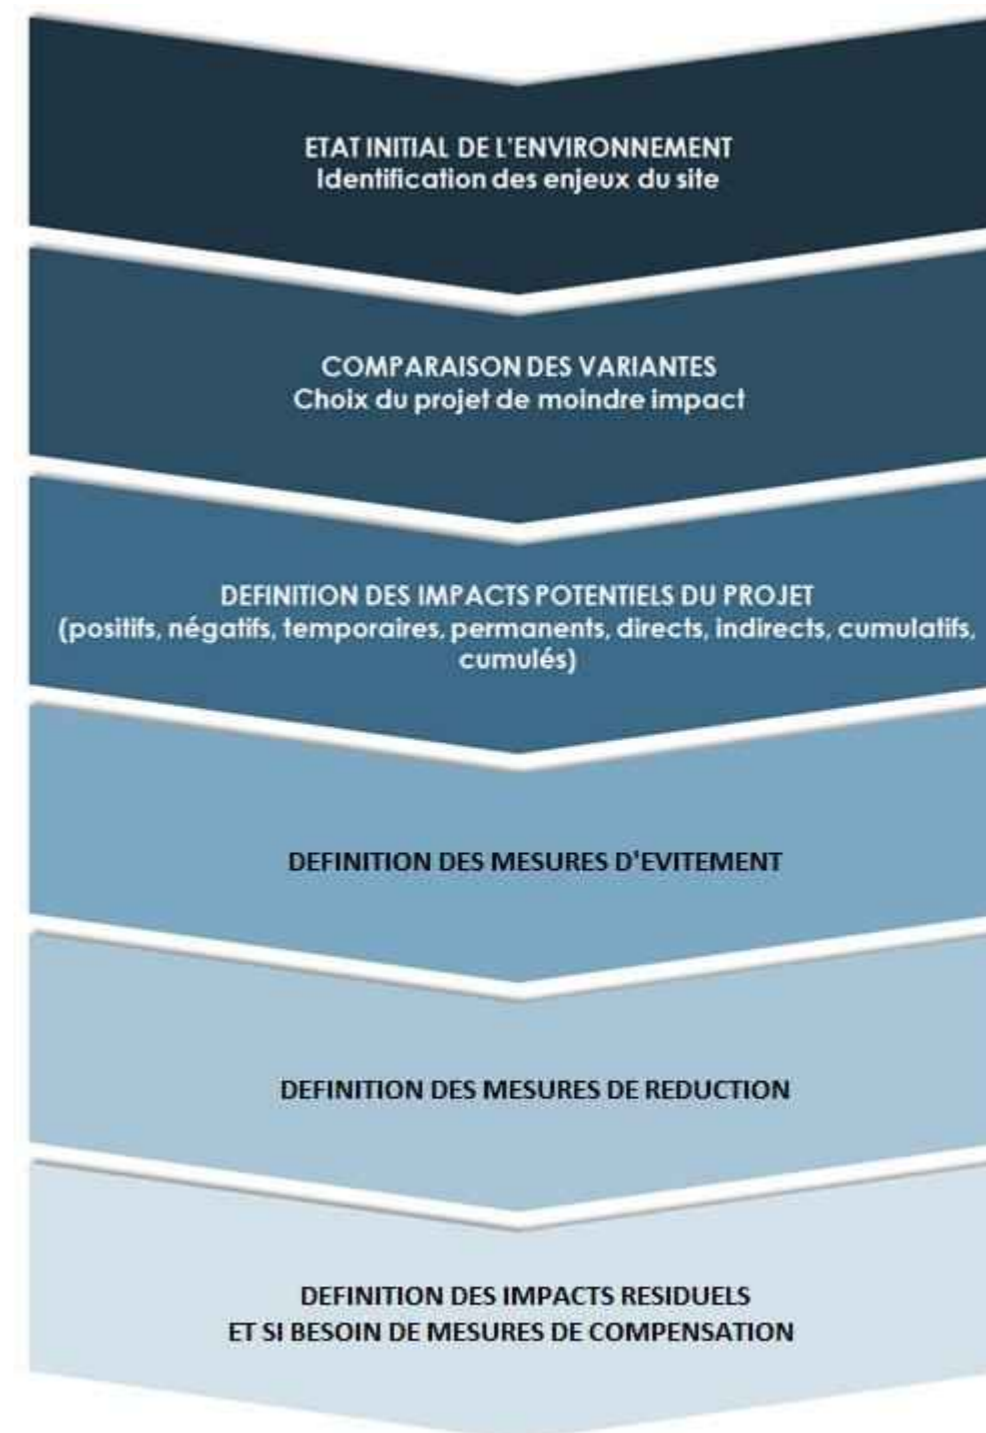 ETAT INITIAL DE L'ENVIRONNEMENT
Identification des enjeux du site
COMPARAISON DES VARIANTES
Choix du projet de moindre impact
DEFINITION DES IMPACTS POTENTIELS DU PROJET
(positifs, négatifs, temporaires, permanents, directs, indirects, cumulatifs,
cumulés)
DEFINITION DES MESURES D'EVITEMENT
DEFINITION DES MESURES DE REDUCTION
DEFINITION DES IMPACTS RESIDUELS
ET SI BESOIN DE MESURES DE COMPENSATION